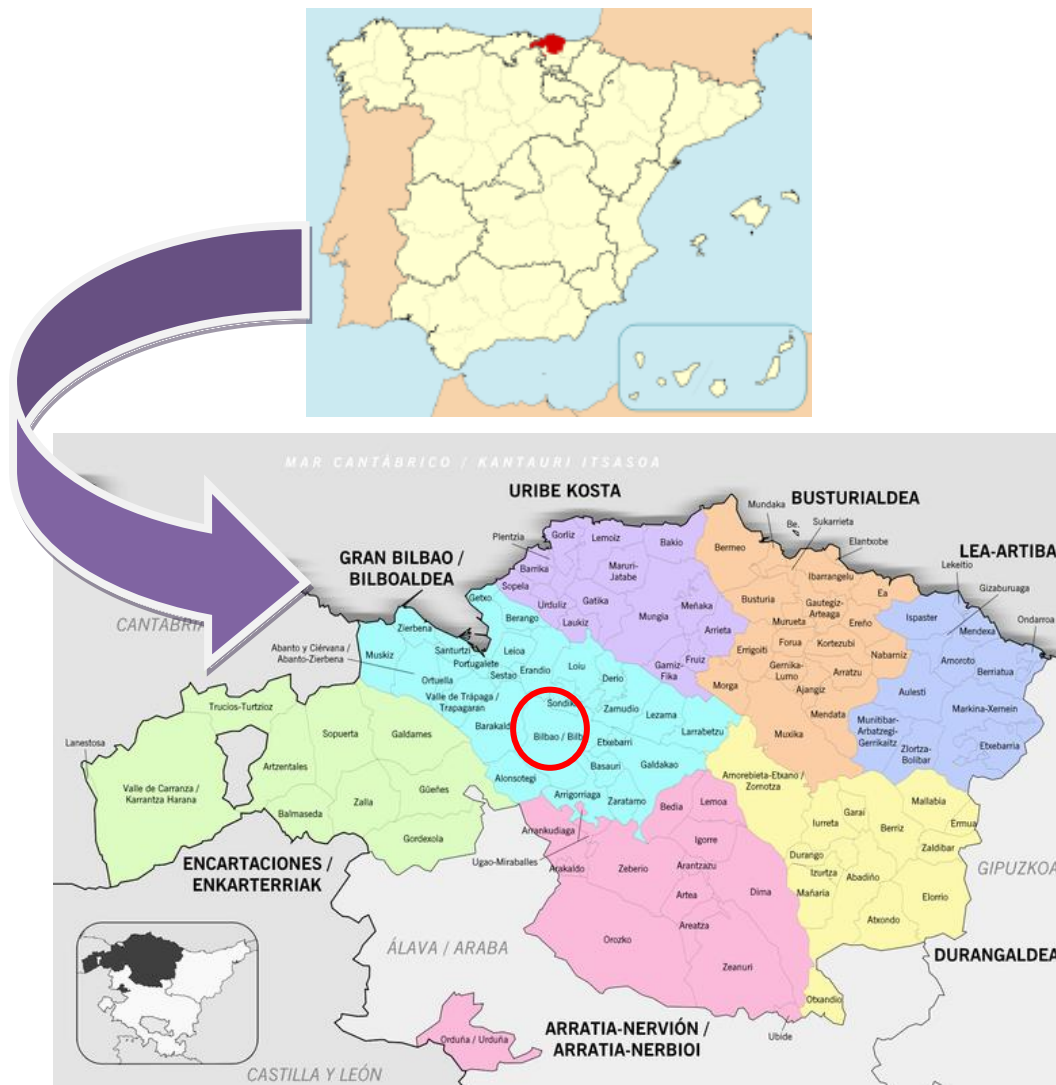 MAR CANTÁBRICO / KANTAURI ITSASOA
URIBE KOSTA
BUSTURIALDEA
GRAN BILBAO /
BILBOALDEA
LEA-ARTIBA
CANTÁBRIA
Mundaka
Be.
Sukarrieta
Elantxobe
Lekeitio
Gizaburuaga
Ondarroa
Plentzia
Gorliz
Lemoiz
Bakio
Barrika
Maruri-
Jatabe
Sopela
Urduliz
Gatika
Mungia
Meñaka
Laukiz
Arrieta
Fruiz
Gamiz-
Fika
Bermeo
Ibarrangelu
Ea
Busturia
Gautegiz-
Arteaga
Murueta
Ereño
Forua
Kortezubi
Errigoiti
Nabarniz
Gernika-
Lumo
Arratzu
Ajangiz
Morga
Mendata
Muxika
Ispaster
Mendexa
Amoroto
Berriatua
Aulesti
Markina-Xemein
Munitibar-
Arbatzegi-
Gerrikaitz
Ziortza-
Bolibar
Etxebarria
Getxo
Berango
Zierbena
Santurtzi
Leioa
Portugalete
Muskiz
Abanto y Ciérvana /
Abanto-Zierbena
Sestao
Erandio
Loiu
Ortuella
Derio
Valle de Trápaga /
Trapagaran
Sondik
Zamudio
Lezama
Barakald
Bilbao / Bilb
Etxebarri
Larrabetzu
Basauri
Galdakao
Alonsotegi
Arrigorriaga
Zaratamo
Trucios-Turtzioz
Lanestosa
Sopuerta
Galdames
Artzentales
Valle de Carranza /
Karrantza Harana
Güeñes
Zalla
Balmaseda
Gordexola
ENCARTACIONES /
ENKARTERRIAK
Amorebieta-Etxano /
Zornotza
Mallabia
Garai
Iurreta
Berriz
Ermua
Zaldibar
Durango
Izurtza
Abadiño
Mañaria
Elorrio
Atxondo
Otxandio
GIPUZKOA
DURANGALDEA
Bedia
Lemoa
Arrankudiaga
Igorre
Ugao-Miraballes
Arakaldo
Zeberio
Arantzazu
Artea
Dima
Areatza
Orozko
Zeanuri
Ubide
ÁLAVA / ARABA
Orduña / Urduña
ARRATIA-NERVIÓN /
ARRATIA-NERBIOI
CASTILLA Y LEÓN